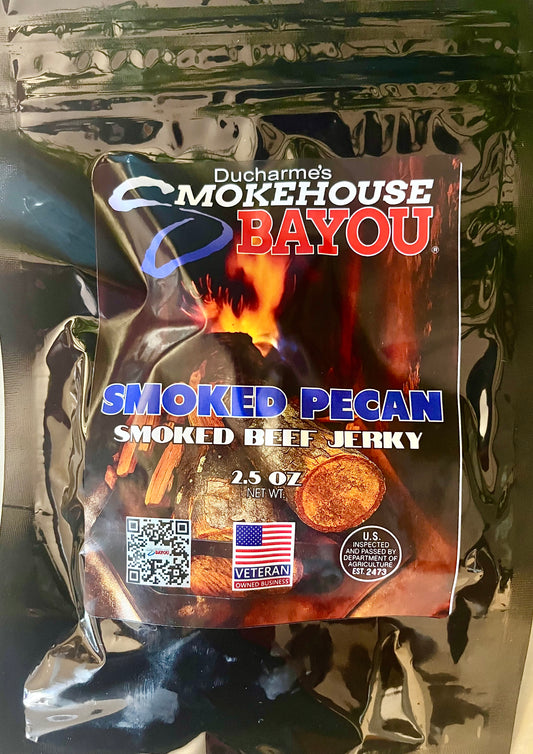 Ducharme's
SMOKEHOUSE
BAYOU®
SMOKED PECAN
SMOKED BEEF JERKY
2.5 OZ
NET WT.
BAYOU
VETERAN
OWNED BUSINESS
U.S.
INSPECTED
AND PASSED BY
DEPARTMENT OF
AGRICULTURE
EST. 2473